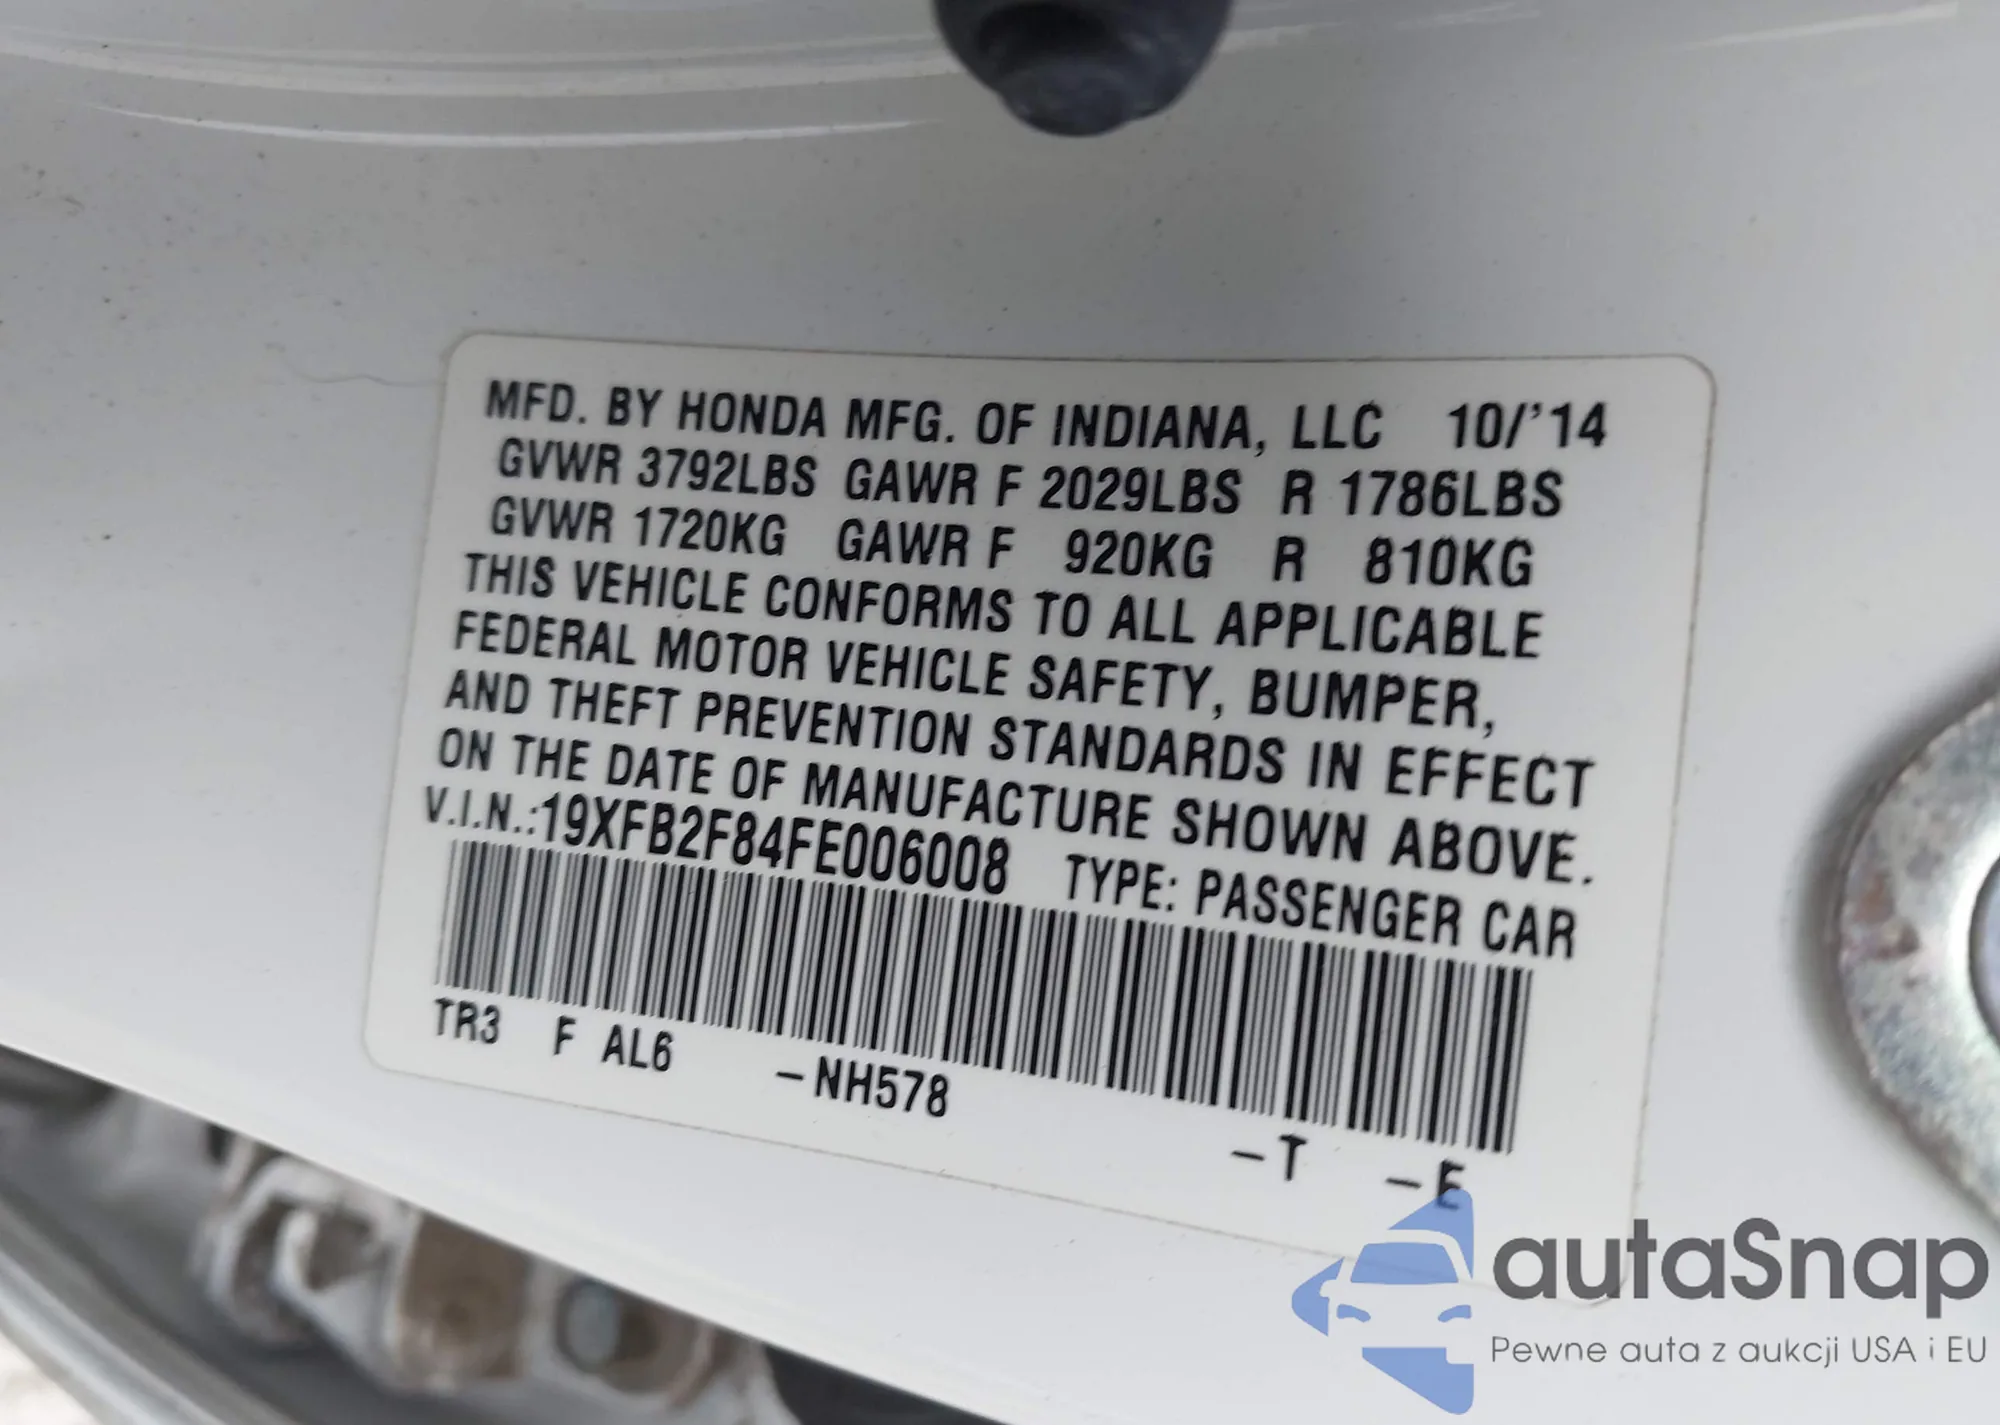 MFD. BY HONDA MFG. OF INDIANA, LLC 10/'14
GVWR 3792LBS GAWR F 2029LBS R 1786LBS
GVWR 1720KG GAWR F 920KG R 810KG
THIS VEHICLE CONFORMS TO ALL APPLICABLE
FEDERAL MOTOR VEHICLE SAFETY, BUMPER,
AND THEFT PREVENTION STANDARDS IN EFFECT
ON THE DATE OF MANUFACTURE SHOWN ABOVE.
V.I.N.:19XFB2F84FE006008 TYPE: PASSENGER CAR
TR3 F AL6 -NH578 -T -E
autaSnap
Pewne auta z aukcji USA i EU